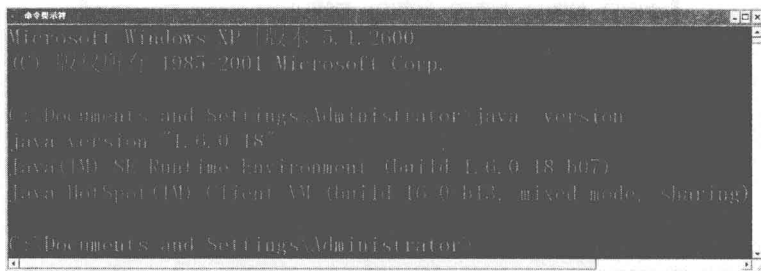 命令提示符
Microsoft Windows XP [版本 5.1.2600]
(C) 版权所有 1985-2001 Microsoft Corp.
C:\Documents and Settings\Administrator>java -version
java version "1.6.0_18"
Java(TM) SE Runtime Environment (build 1.6.0_18-b07)
Java HotSpot(TM) Client VM (build 16.0-b13, mixed mode, sharing)
C:\Documents and Settings\Administrator>